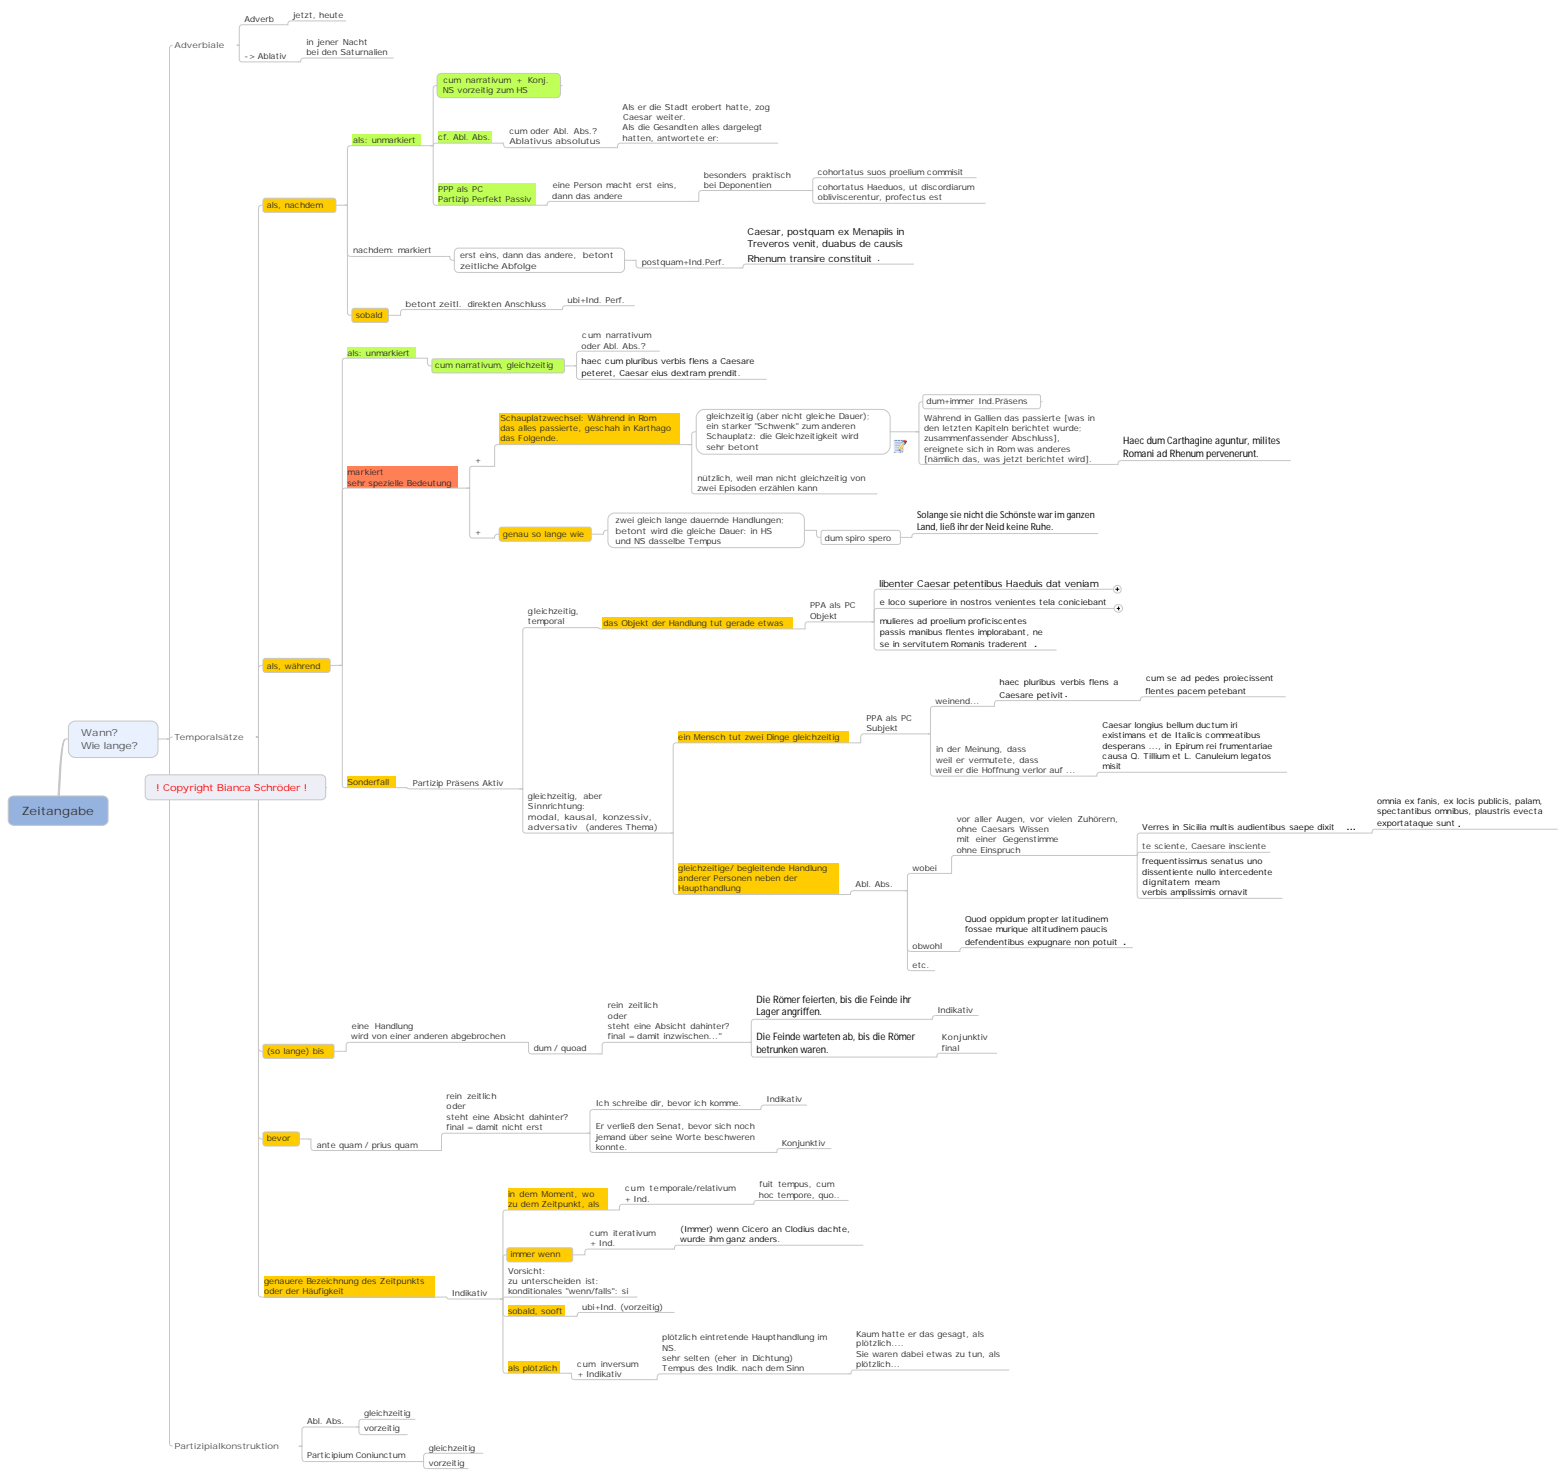 Zeitangabe
Wann?
Wie lange?
! Copyright Bianca Schröder !
Adverbiale
Adverb
jetzt, heute
-> Ablativ
in jener Nacht
bei den Saturnalien
Temporalsätze
als, nachdem
als: unmarkiert
cum narrativum + Konj.
NS vorzeitig zum HS
cf. Abl. Abs.
cum oder Abl. Abs.?
Ablativus absolutus
Als er die Stadt erobert hatte, zog
Caesar weiter.
Als die Gesandten alles dargelegt
hatten, antwortete er:
PPP als PC
Partizip Perfekt Passiv
eine Person macht erst eins,
dann das andere
besonders praktisch
bei Deponentien
cohortatus suos proelium commisit
cohortatus Haeduos, ut discordiarum
obliviscerentur, profectus est
nachdem: markiert
erst eins, dann das andere, betont
zeitliche Abfolge
postquam+Ind.Perf.
Caesar, postquam ex Menapiis in
Treveros venit, duabus de causis
Rhenum transire constituit .
sobald
betont zeitl. direkten Anschluss
ubi+Ind. Perf.
als, während
als: unmarkiert
cum narrativum, gleichzeitig
cum narrativum
oder Abl. Abs.?
haec cum pluribus verbis flens a Caesare
peteret, Caesar eius dextram prendit.
markiert
sehr spezielle Bedeutung
+
Schauplatzwechsel: Während in Rom
das alles passierte, geschah in Karthago
das Folgende.
gleichzeitig (aber nicht gleiche Dauer);
ein starker "Schwenk" zum anderen
Schauplatz: die Gleichzeitigkeit wird
sehr betont
dum+immer Ind.Präsens
Während in Gallien das passierte [was in
den letzten Kapiteln berichtet wurde;
zusammenfassender Abschluss],
ereignete sich in Rom was anderes
[nämlich das, was jetzt berichtet wird].
Haec dum Carthagine aguntur, milites
Romani ad Rhenum pervenerunt.
nützlich, weil man nicht gleichzeitig von
zwei Episoden erzählen kann
+
genau so lange wie
zwei gleich lange dauernde Handlungen;
betont wird die gleiche Dauer: in HS
und NS dasselbe Tempus
dum spiro spero
Solange sie nicht die Schönste war im ganzen
Land, ließ ihr der Neid keine Ruhe.
Sonderfall
Partizip Präsens Aktiv
gleichzeitig,
temporal
das Objekt der Handlung tut gerade etwas
PPA als PC
Objekt
libenter Caesar petentibus Haeduis dat veniam
e loco superiore in nostros venientes tela coniciebant
mulieres ad proelium proficiscentes
passis manibus flentes implorabant, ne
se in servitutem Romanis traderent .
gleichzeitig, aber
Sinnrichtung:
modal, kausal, konzessiv,
adversativ (anderes Thema)
ein Mensch tut zwei Dinge gleichzeitig
PPA als PC
Subjekt
weinend...
haec pluribus verbis flens a
Caesare petivit.
cum se ad pedes proiecissent
flentes pacem petebant
in der Meinung, dass
weil er vermutete, dass
weil er die Hoffnung verlor auf ...
Caesar longius bellum ductum iri
existimans et de Italicis commeatibus
desperans ..., in Epirum rei frumentariae
causa Q. Tillium et L. Canuleium legatos
misit
gleichzeitige/ begleitende Handlung
anderer Personen neben der
Haupthandlung
Abl. Abs.
wobei
vor aller Augen, vor vielen Zuhörern,
ohne Caesars Wissen
mit einer Gegenstimme
ohne Einspruch
Verres in Sicilia multis audientibus saepe dixit ...
omnia ex fanis, ex locis publicis, palam,
spectantibus omnibus, plaustris evecta
exportataque sunt .
te sciente, Caesare insciente
frequentissimus senatus uno
dissentiente nullo intercedente
dignitatem meam
verbis amplissimis ornavit
obwohl
Quod oppidum propter latitudinem
fossae murique altitudinem paucis
defendentibus expugnare non potuit .
etc.
(so lange) bis
eine Handlung
wird von einer anderen abgebrochen
dum / quoad
rein zeitlich
oder
steht eine Absicht dahinter?
final = damit inzwischen..."
Die Römer feierten, bis die Feinde ihr
Lager angriffen.
Indikativ
Die Feinde warteten ab, bis die Römer
betrunken waren.
Konjunktiv
final
bevor
ante quam / prius quam
rein zeitlich
oder
steht eine Absicht dahinter?
final = damit nicht erst
Ich schreibe dir, bevor ich komme.
Indikativ
Er verließ den Senat, bevor sich noch
jemand über seine Worte beschweren
konnte.
Konjunktiv
genauere Bezeichnung des Zeitpunkts
oder der Häufigkeit
Indikativ
in dem Moment, wo
zu dem Zeitpunkt, als
cum temporale/relativum
+ Ind.
fuit tempus, cum
hoc tempore, quo..
immer wenn
cum iterativum
+ Ind.
(Immer) wenn Cicero an Clodius dachte,
wurde ihm ganz anders.
Vorsicht:
zu unterscheiden ist:
konditionales "wenn/falls": si
sobald, sooft
ubi+Ind. (vorzeitig)
als plötzlich
cum inversum
+ Indikativ
plötzlich eintretende Haupthandlung im
NS.
sehr selten (eher in Dichtung)
Tempus des Indik. nach dem Sinn
Kaum hatte er das gesagt, als
plötzlich....
Sie waren dabei etwas zu tun, als
plötzlich...
Partizipialkonstruktion
Abl. Abs.
gleichzeitig
vorzeitig
Participium Coniunctum
gleichzeitig
vorzeitig